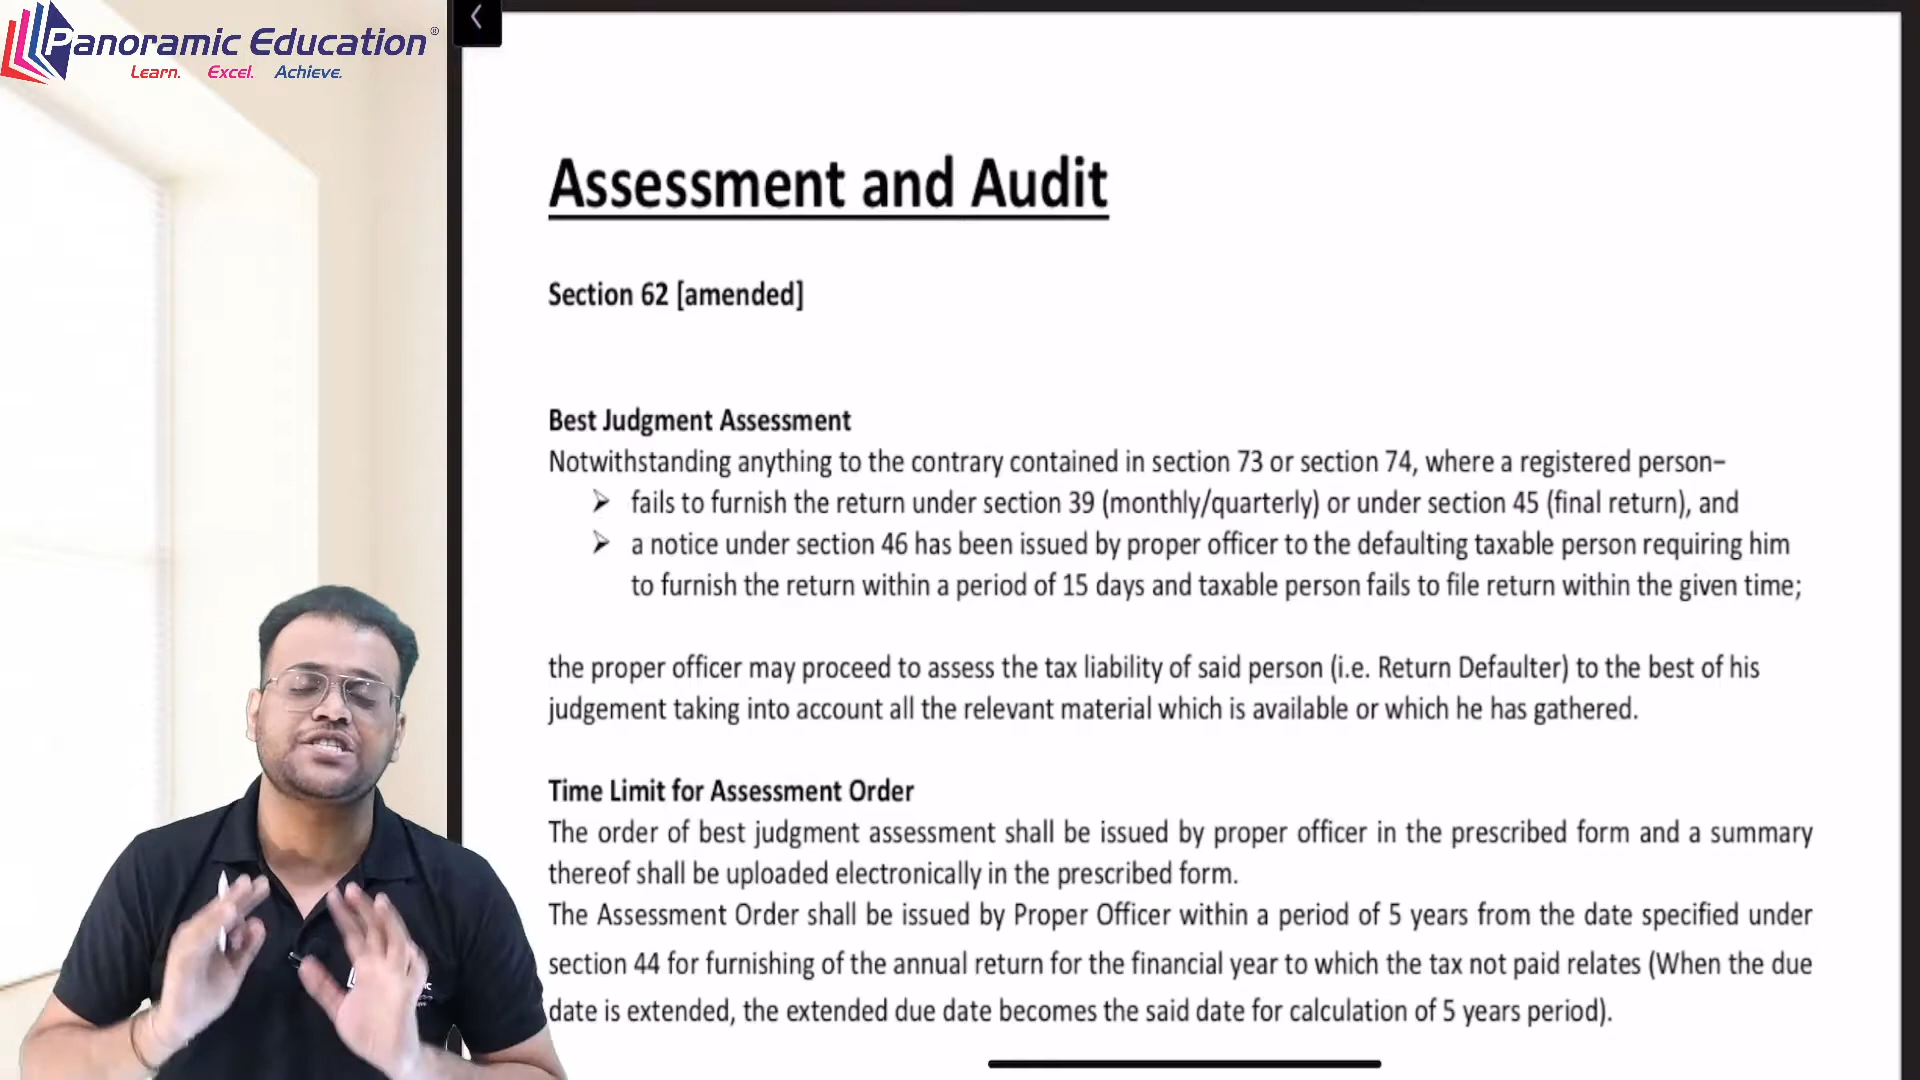 Panoramic Education®
Learn. Excel. Achieve.
Assessment and Audit
Section 62 [amended]
Best Judgment Assessment
Notwithstanding anything to the contrary contained in section 73 or section 74, where a registered person–
➢ fails to furnish the return under section 39 (monthly/quarterly) or under section 45 (final return), and
➢ a notice under section 46 has been issued by proper officer to the defaulting taxable person requiring him
to furnish the return within a period of 15 days and taxable person fails to file return within the given time;
the proper officer may proceed to assess the tax liability of said person (i.e. Return Defaulter) to the best of his
judgement taking into account all the relevant material which is available or which he has gathered.
Time Limit for Assessment Order
The order of best judgment assessment shall be issued by proper officer in the prescribed form and a summary
thereof shall be uploaded electronically in the prescribed form.
The Assessment Order shall be issued by Proper Officer within a period of 5 years from the date specified under
section 44 for furnishing of the annual return for the financial year to which the tax not paid relates (When the due
date is extended, the extended due date becomes the said date for calculation of 5 years period).